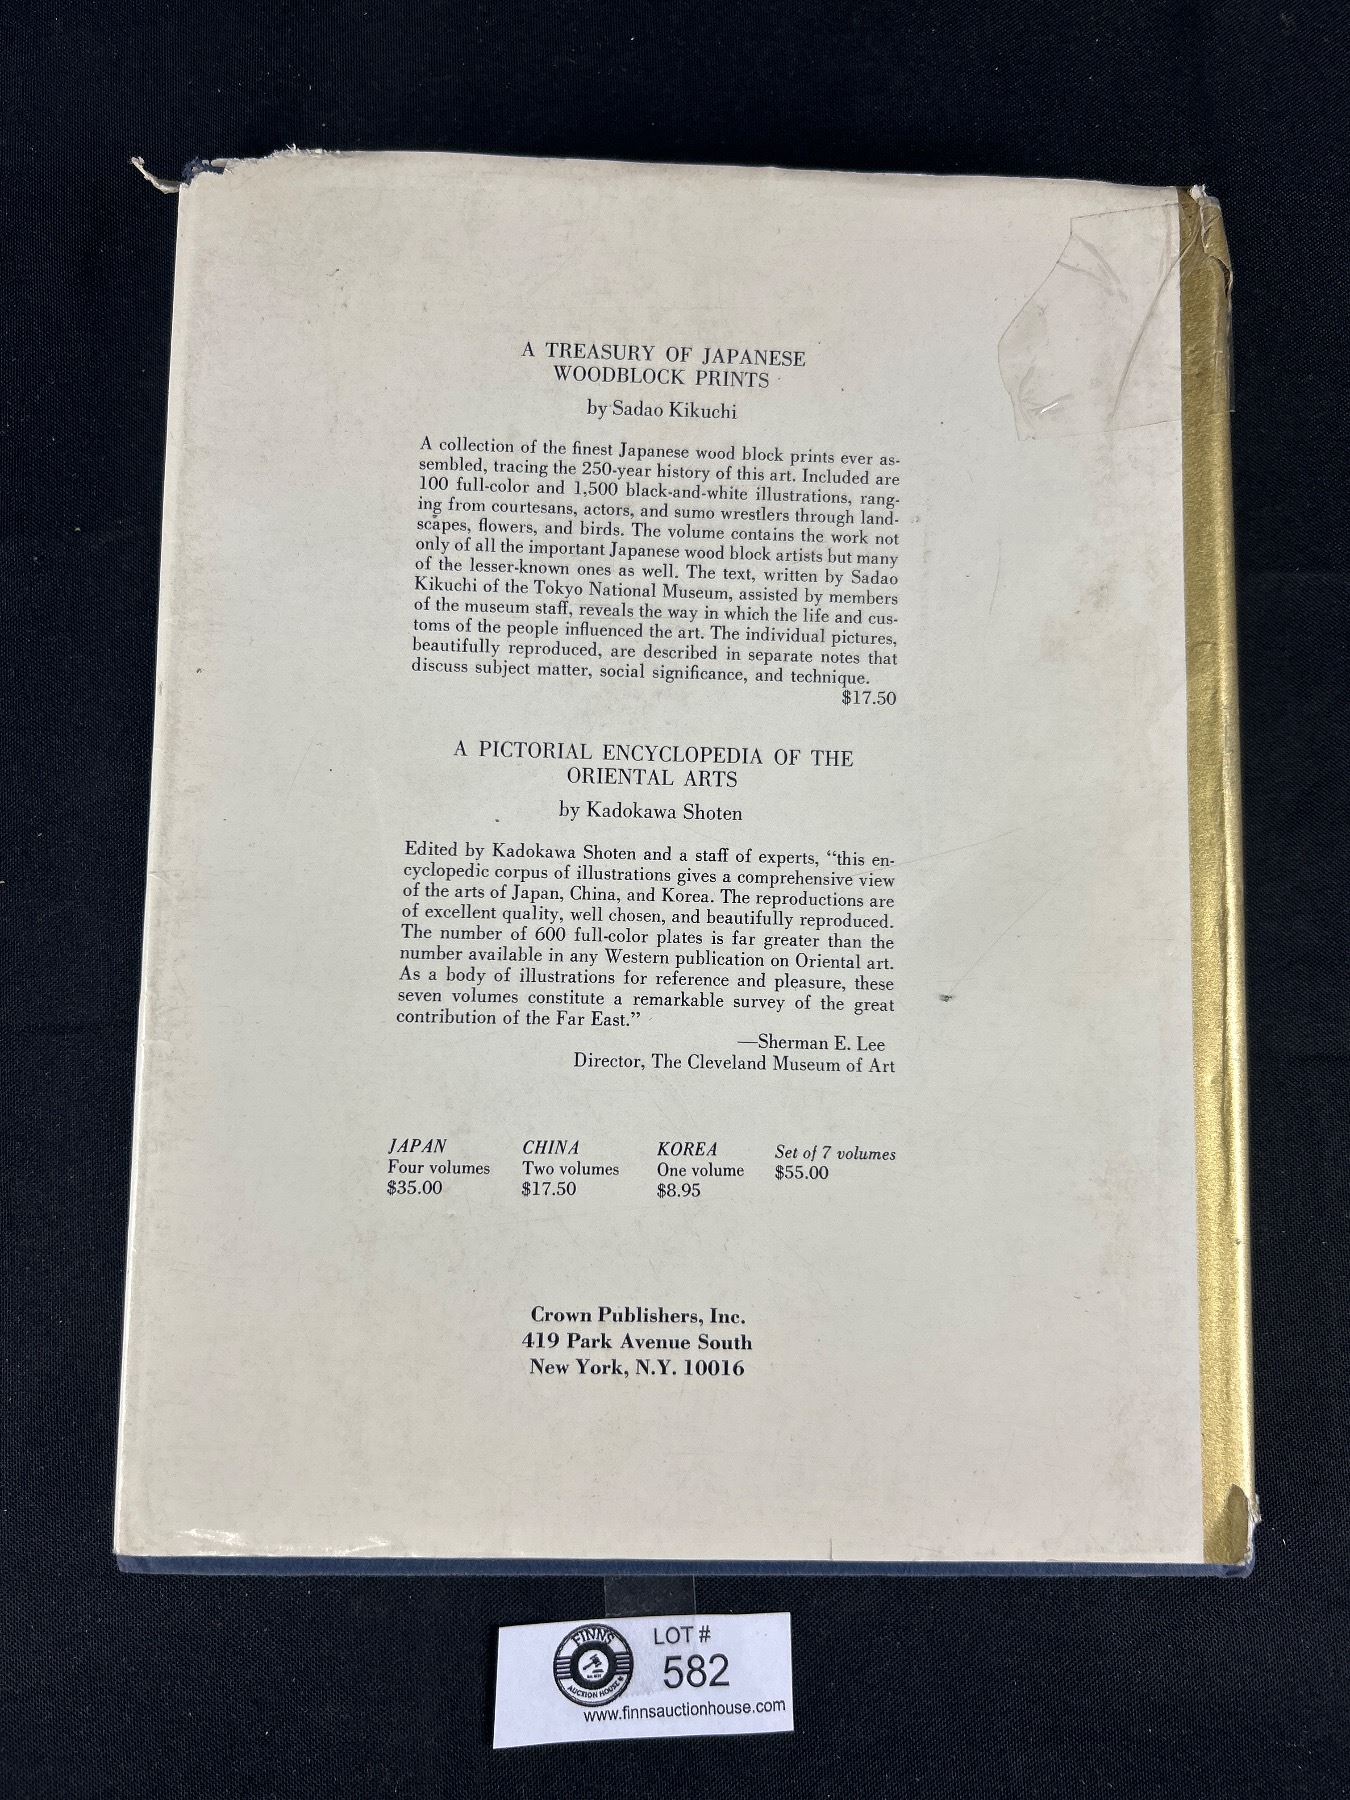 A TREASURY OF JAPANESE
WOODBLOCK PRINTS
by Sadao Kikuchi
A collection of the finest Japanese wood block prints ever as-
sembled, tracing the 250-year history of this art. Included are
100 full-color and 1,500 black-and-white illustrations, rang-
ing from courtesans, actors, and sumo wrestlers through land-
scapes, flowers, and birds. The volume contains the work not
only of all the important Japanese wood block artists but many
of the lesser-known ones as well. The text, written by Sadao
Kikuchi of the Tokyo National Museum, assisted by members
of the museum staff, reveals the way in which the life and cus-
toms of the people influenced the art. The individual pictures,
beautifully reproduced, are described in separate notes that
discuss subject matter, social significance, and technique.
$17.50
A PICTORIAL ENCYCLOPEDIA OF THE
ORIENTAL ARTS
by Kadokawa Shoten
Edited by Kadokawa Shoten and a staff of experts, “this en-
cyclopedic corpus of illustrations gives a comprehensive view
of the arts of Japan, China, and Korea. The reproductions are
of excellent quality, well chosen, and beautifully reproduced.
The number of 600 full-color plates is far greater than the
number available in any Western publication on Oriental art.
As a body of illustrations for reference and pleasure, these
seven volumes constitute a remarkable survey of the great
contribution of the Far East.”
—Sherman E. Lee
Director, The Cleveland Museum of Art
JAPAN
Four volumes
$35.00
CHINA
Two volumes
$17.50
KOREA
One volume
$8.95
Set of 7 volumes
$55.00
Crown Publishers, Inc.
419 Park Avenue South
New York, N.Y. 10016
FINNS
AUCTION HOUSE
LOT #
582
www.finnsauctionhouse.com